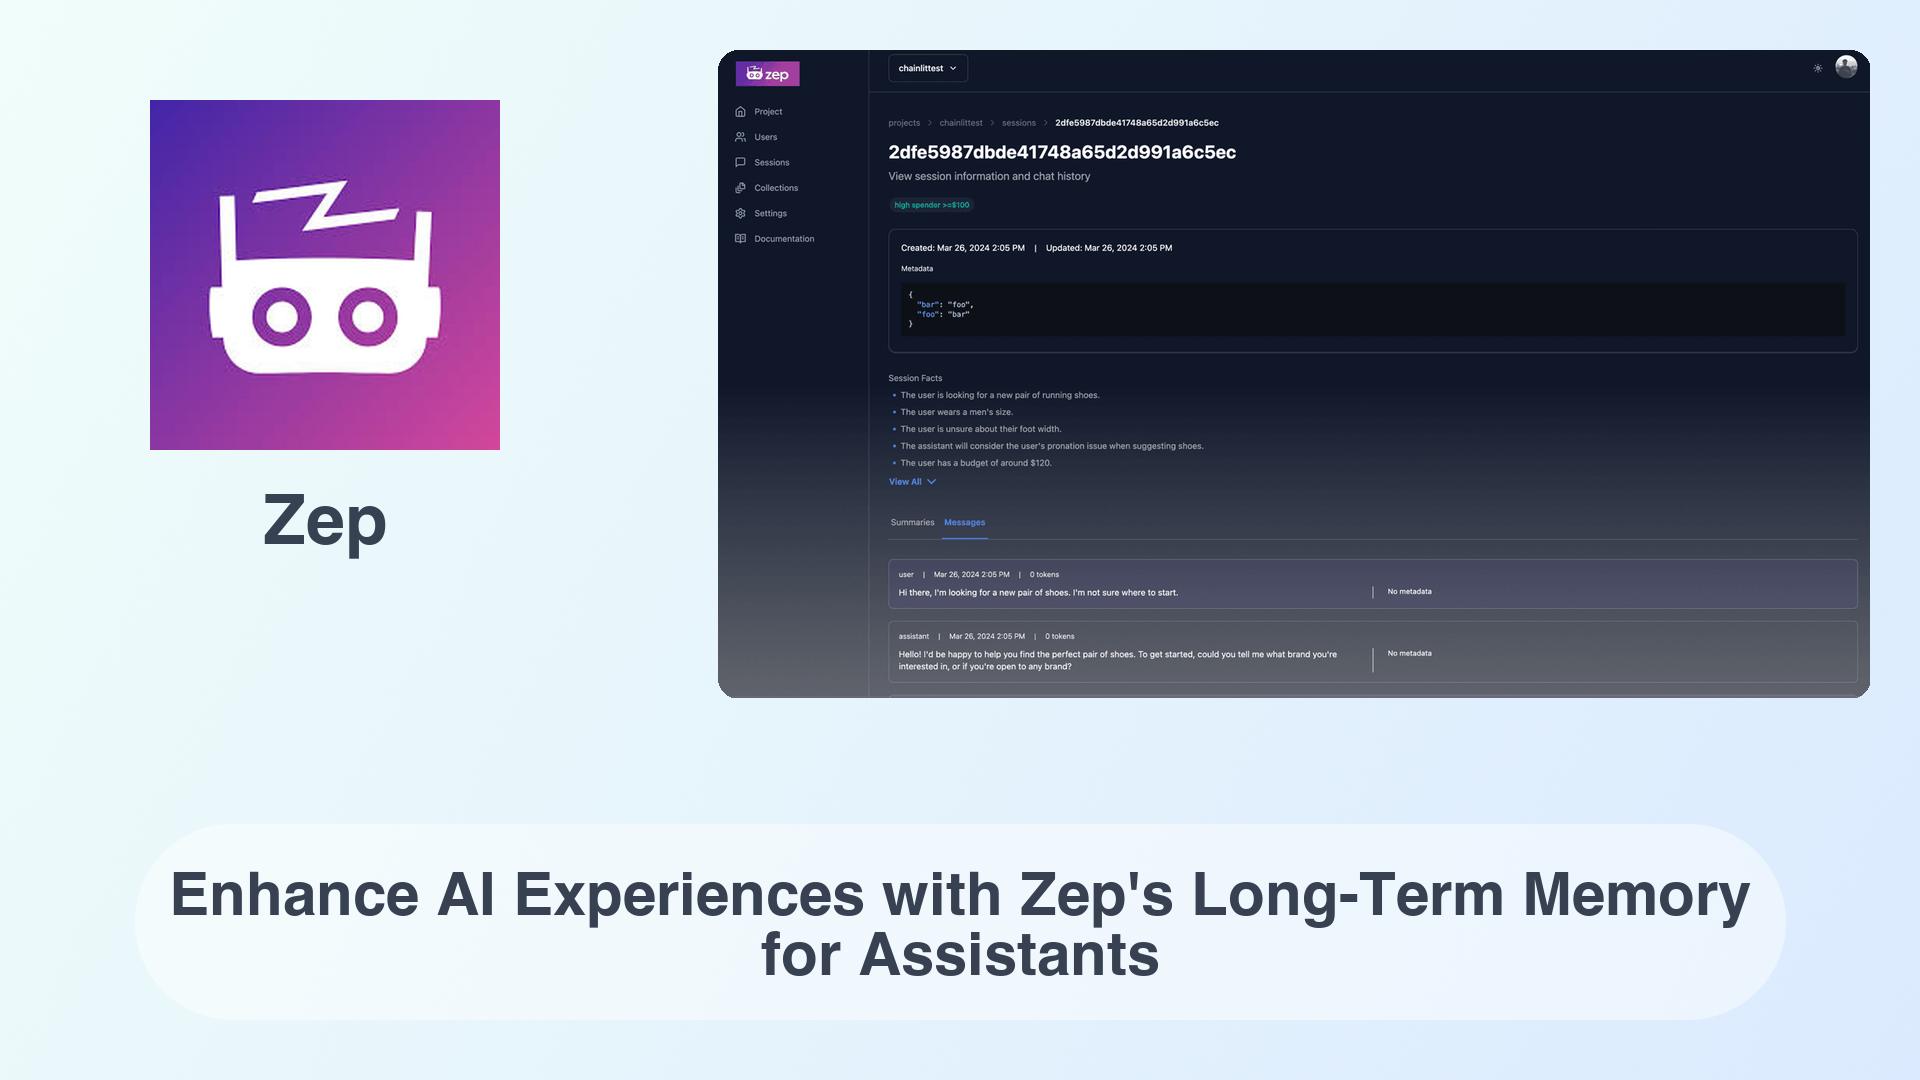 Zep
zep
Project
Users
Sessions
Collections
Settings
Documentation
chainlittest
projects > chainlittest > sessions > 2dfe5987dbde41748a65d2d991a6c5ec
2dfe5987dbde41748a65d2d991a6c5ec
View session information and chat history
high spender >=$100
Created: Mar 26, 2024 2:05 PM | Updated: Mar 26, 2024 2:05 PM
Metadata
{
"bar": "foo",
"foo": "bar"
}
Session Facts
• The user is looking for a new pair of running shoes.
• The user wears a men's size.
• The user is unsure about their foot width.
• The assistant will consider the user's pronation issue when suggesting shoes.
• The user has a budget of around $120.
View All
Summaries Messages
user | Mar 26, 2024 2:05 PM | 0 tokens
Hi there, I'm looking for a new pair of shoes. I'm not sure where to start. | No metadata
assistant | Mar 26, 2024 2:05 PM | 0 tokens
Hello! I'd be happy to help you find the perfect pair of shoes. To get started, could you tell me what brand you're | No metadata
interested in, or if you're open to any brand?
Enhance AI Experiences with Zep's Long-Term Memory
for Assistants